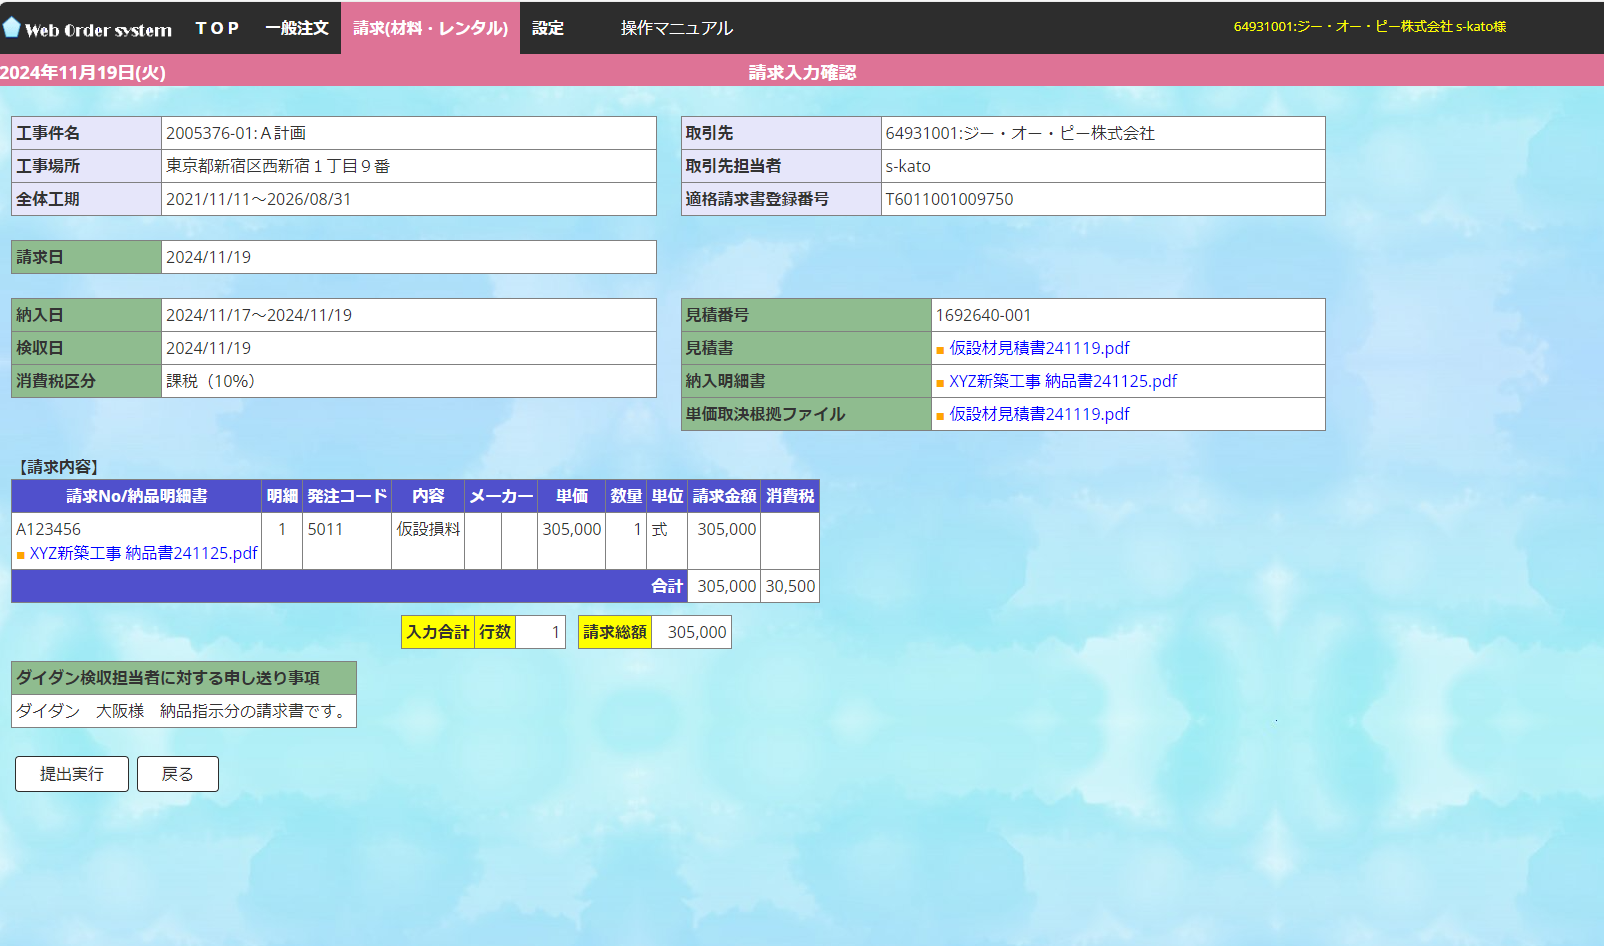 Web Order system TOP 一般注文 請求(材料・レンタル) 設定 操作マニュアル 64931001:ジー・オー・ピー株式会社 s-kato様
2024年11月19日(火) 請求入力確認
工事件名 2005376-01:Ａ計画
工事場所 東京都新宿区西新宿１丁目９番
全体工期 2021/11/11～2026/08/31
取引先 64931001:ジー・オー・ピー株式会社
取引先担当者 s-kato
適格請求書登録番号 T6011001009750
請求日 2024/11/19
納入日 2024/11/17～2024/11/19
検収日 2024/11/19
消費税区分 課税（10%）
見積番号 1692640-001
見積書 ■ 仮設材見積書241119.pdf
納入明細書 ■ XYZ新築工事 納品書241125.pdf
単価取決根拠ファイル ■ 仮設材見積書241119.pdf
【請求内容】
請求No/納品明細書 明細 発注コード 内容 メーカー 単価 数量 単位 請求金額 消費税
A123456 1 5011 仮設損料 305,000 1 式 305,000
■ XYZ新築工事 納品書241125.pdf
合計 305,000 30,500
入力合計 行数 1 請求総額 305,000
ダイダン検収担当者に対する申し送り事項
ダイダン　大阪様　納品指示分の請求書です。
提出実行 戻る